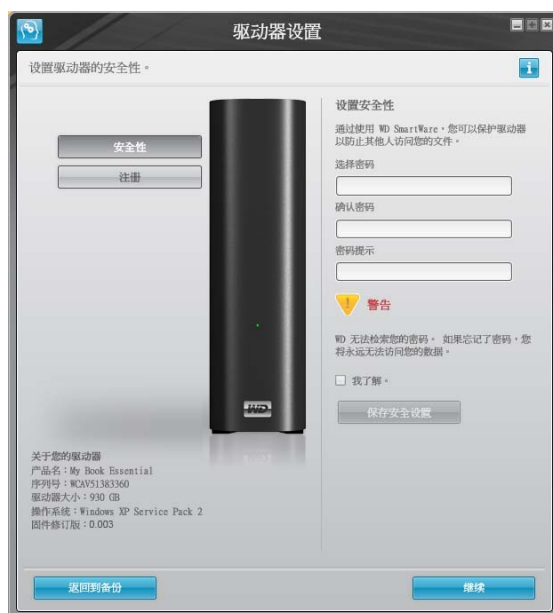 驱动器设置
设置驱动器的安全性。
安全性
注册
WD
关于您的驱动器
产品名：My Book Essential
序列号：WCAV51383360
驱动器大小：930 GB
操作系统：Windows XP Service Pack 2
固件修订版：0.003
设置安全性
通过使用 WD SmartWare，您可以保护驱动器
以防止其他人访问您的文件。
选择密码
确认密码
密码提示
警告
WD 无法检索您的密码。 如果忘记了密码，您
将永远无法访问您的数据。
我了解。
保存安全设置
返回到备份
继续